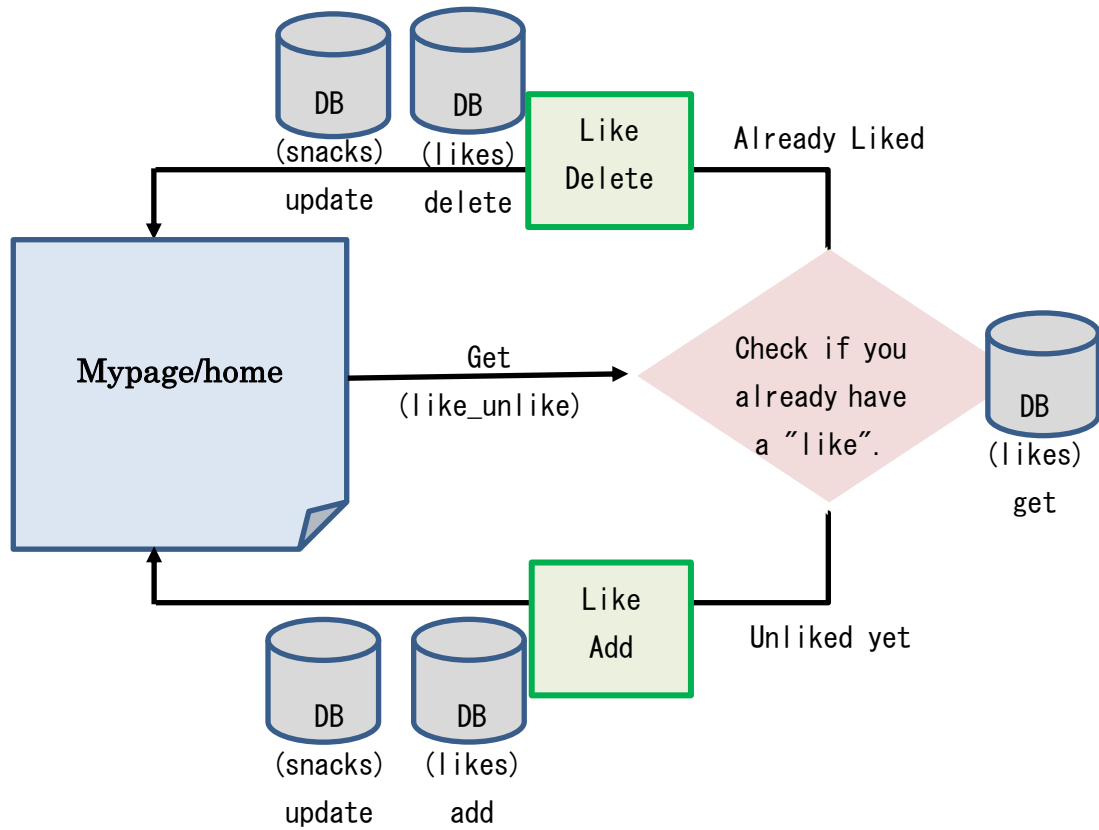 DB
DB
(snacks)
update
(likes)
delete
Like
Delete
Already Liked
Mypage/home
Get
(like_unlike)
Check if you
already have
a "like".
DB
(likes)
get
Like
Add
Unliked yet
DB
(snacks)
update
DB
(likes)
add